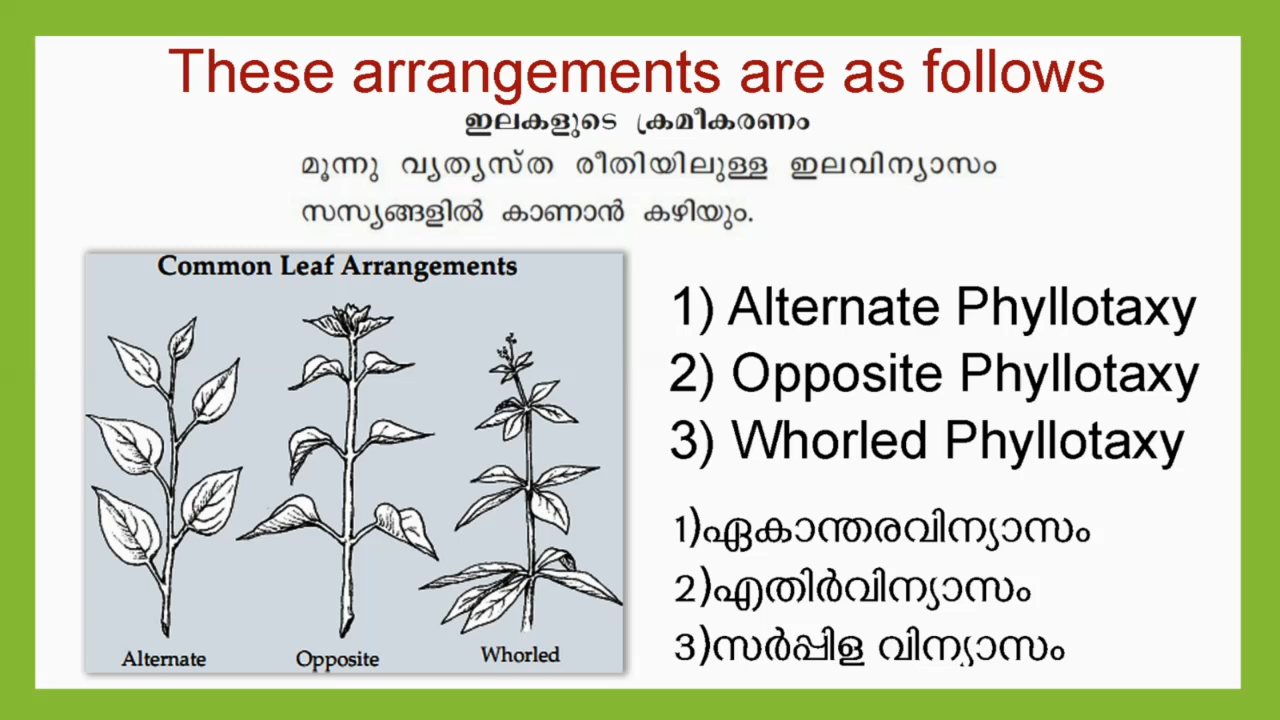 These arrangements are as follows
ഇലകളുടെ ക്രമീകരണം
മൂന്നു വ്യത്യസ്ത രീതിയിലുള്ള ഇലവിന്യാസം
സസ്യങ്ങളിൽ കാണാൻ കഴിയും.
Common Leaf Arrangements
Alternate
Opposite
Whorled
1) Alternate Phyllotaxy
2) Opposite Phyllotaxy
3) Whorled Phyllotaxy
1)ഏകാന്തരവിന്യാസം
2)എതിർവിന്യാസം
3)സർപ്പിള വിന്യാസം